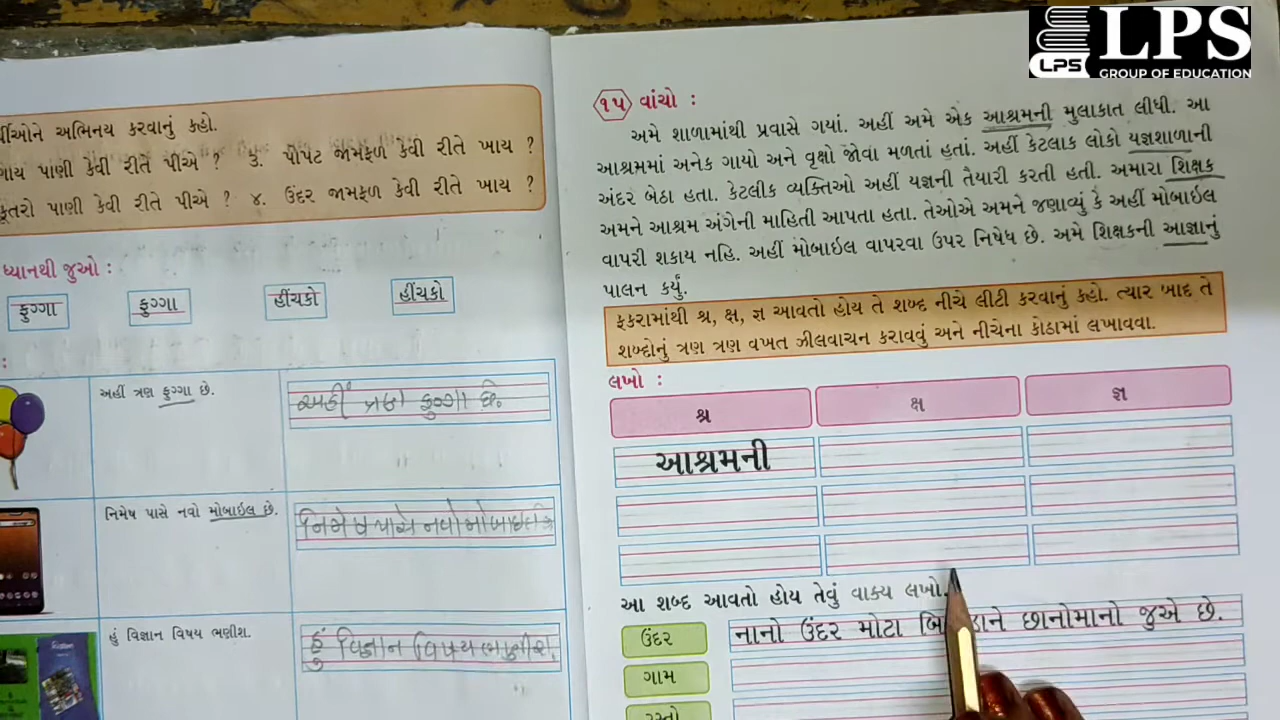 LPS
LPS
GROUP OF EDUCATION
ર્થીઓને અભિનય કરવાનું કહો.
ગાય પાણી કેવી રીતે પીએ ? ૩. પોપટ જામફળ કેવી રીતે ખાય ?
કૂતરો પાણી કેવી રીતે પીએ ? ૪. ઉંદર જામફળ કેવી રીતે ખાય ?
ધ્યાનથી જુઓ :
ફુગ્ગા ફુગ્ગા હીંચકો હીંચકો
અહીં ત્રણ ફુગ્ગા છે.
અહીં ત્રણ ફુગ્ગા છે.
નિમેષ પાસે નવો મોબાઇલ છે.
નિમેષ પાસે નવો મોબાઇલ છે
હું વિજ્ઞાન વિષય ભણીશ.
હું વિજ્ઞાન વિષય ભણીશ.
૧૫ વાંચો :
અમે શાળામાંથી પ્રવાસે ગયાં. અહીં અમે એક આશ્રમની મુલાકાત લીધી. આ
આશ્રમમાં અનેક ગાયો અને વૃક્ષો જોવા મળતાં હતાં. અહીં કેટલાક લોકો યજ્ઞશાળાની
અંદર બેઠા હતા. કેટલીક વ્યક્તિઓ અહીં યજ્ઞની તૈયારી કરતી હતી. અમારા શિક્ષક
અમને આશ્રમ અંગેની માહિતી આપતા હતા. તેઓએ અમને જણાવ્યું કે અહીં મોબાઇલ
વાપરી શકાય નહિ. અહીં મોબાઇલ વાપરવા ઉપર નિષેધ છે. અમે શિક્ષકની આજ્ઞાનું
પાલન કર્યું.
ફકરામાંથી શ્ર, ક્ષ, જ્ઞ આવતો હોય તે શબ્દ નીચે લીટી કરવાનું કહો. ત્યાર બાદ તે
શબ્દોનું ત્રણ ત્રણ વખત ઝીલવાચન કરાવવું અને નીચેના કોઠામાં લખાવવા.
લખો :
શ્ર ક્ષ જ્ઞ
આશ્રમની
આ શબ્દ આવતો હોય તેવું વાક્ય લખો.
ઉંદર નાનો ઉંદર મોટા છાનોમાનો જુએ છે.
ગામ
રસ્તો